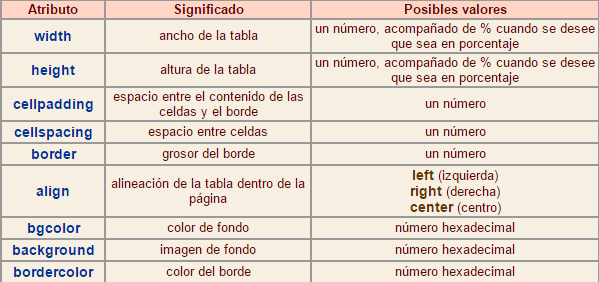 Atributo Significado Posibles valores
width ancho de la tabla un número, acompañado de % cuando se desee
que sea en porcentaje
height altura de la tabla un número, acompañado de % cuando se desee
que sea en porcentaje
cellpadding espacio entre el contenido de las
celdas y el borde un número
cellspacing espacio entre celdas un número
border grosor del borde un número
align alineación de la tabla dentro de la
página left (izquierda)
right (derecha)
center (centro)
bgcolor color de fondo número hexadecimal
background imagen de fondo número hexadecimal
bordercolor color del borde número hexadecimal